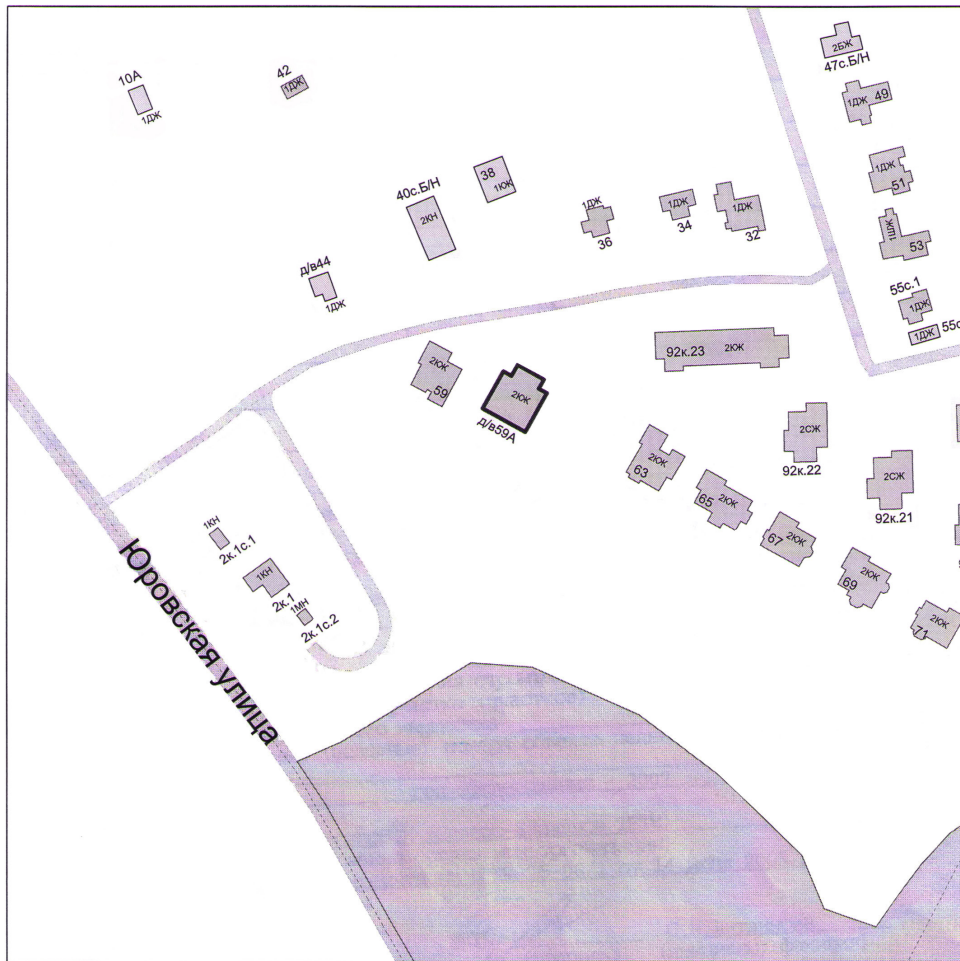 10А
1ДЖ
42
1ДЖ
2БЖ
47с.Б/Н
1ДЖ 49
1ДЖ
51
1ШЖ
53
55с.1
1ДЖ
1ДЖ 55с
40с.Б/Н
2КН
38
1ЮЖ
1ДЖ
36
1ДЖ
34
1ДЖ
32
д/в44
1ДЖ
2ЮЖ
59
2ЮЖ
д/в59А
92к.23 2ЮЖ
2СЖ
92к.22
2СЖ
92к.21
2ЮЖ
63
2ЮЖ
65
2ЮЖ
67
2ЮЖ
69
2ЮЖ
71
1КН
2к.1с.1
1КН
2к.1
1МН
2к.1с.2
Юровская улица